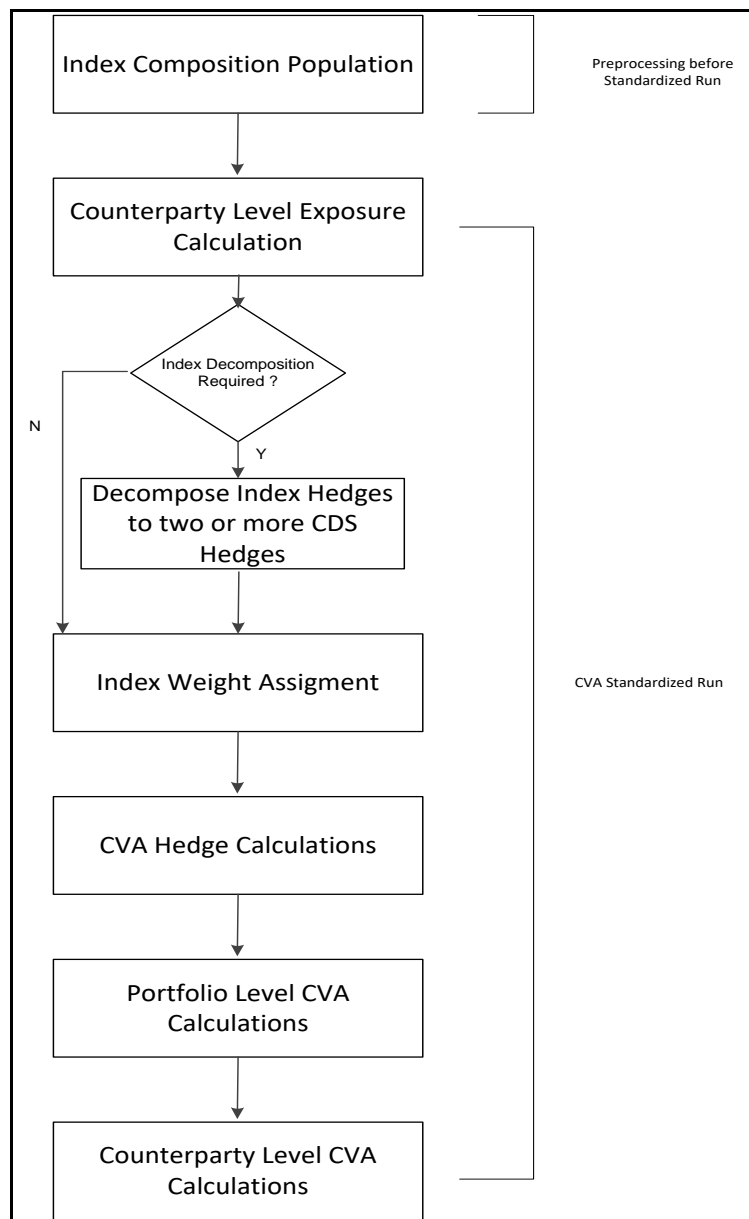 Index Composition Population
Preprocessing before
Standardized Run
Counterparty Level Exposure
Calculation
Index Decomposition
Required ?
N
Y
Decompose Index Hedges
to two or more CDS
Hedges
Index Weight Assigment
CVA Standardized Run
CVA Hedge Calculations
Portfolio Level CVA
Calculations
Counterparty Level CVA
Calculations